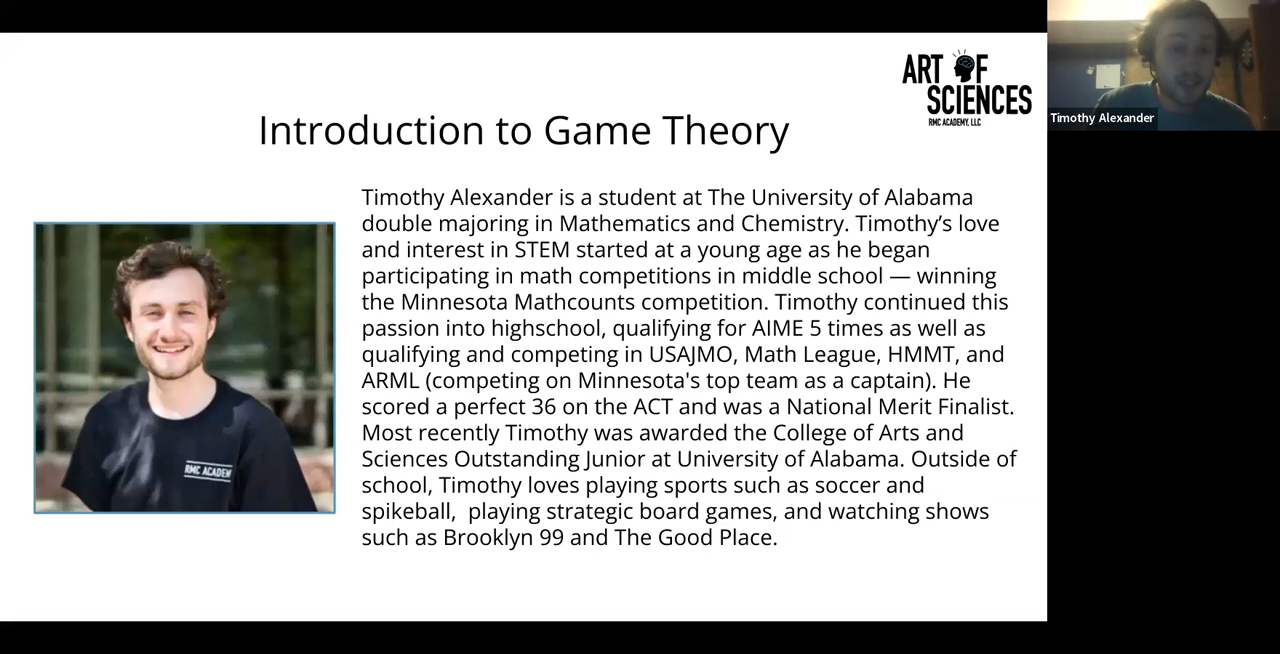 ART OF
SCIENCES
RMC ACADEMY, LLC
Timothy Alexander
Introduction to Game Theory
Timothy Alexander is a student at The University of Alabama
double majoring in Mathematics and Chemistry. Timothy’s love
and interest in STEM started at a young age as he began
participating in math competitions in middle school — winning
the Minnesota Mathcounts competition. Timothy continued this
passion into highschool, qualifying for AIME 5 times as well as
qualifying and competing in USAJMO, Math League, HMMT, and
ARML (competing on Minnesota's top team as a captain). He
scored a perfect 36 on the ACT and was a National Merit Finalist.
Most recently Timothy was awarded the College of Arts and
Sciences Outstanding Junior at University of Alabama. Outside of
school, Timothy loves playing sports such as soccer and
spikeball,  playing strategic board games, and watching shows
such as Brooklyn 99 and The Good Place.
RMC ACADEM